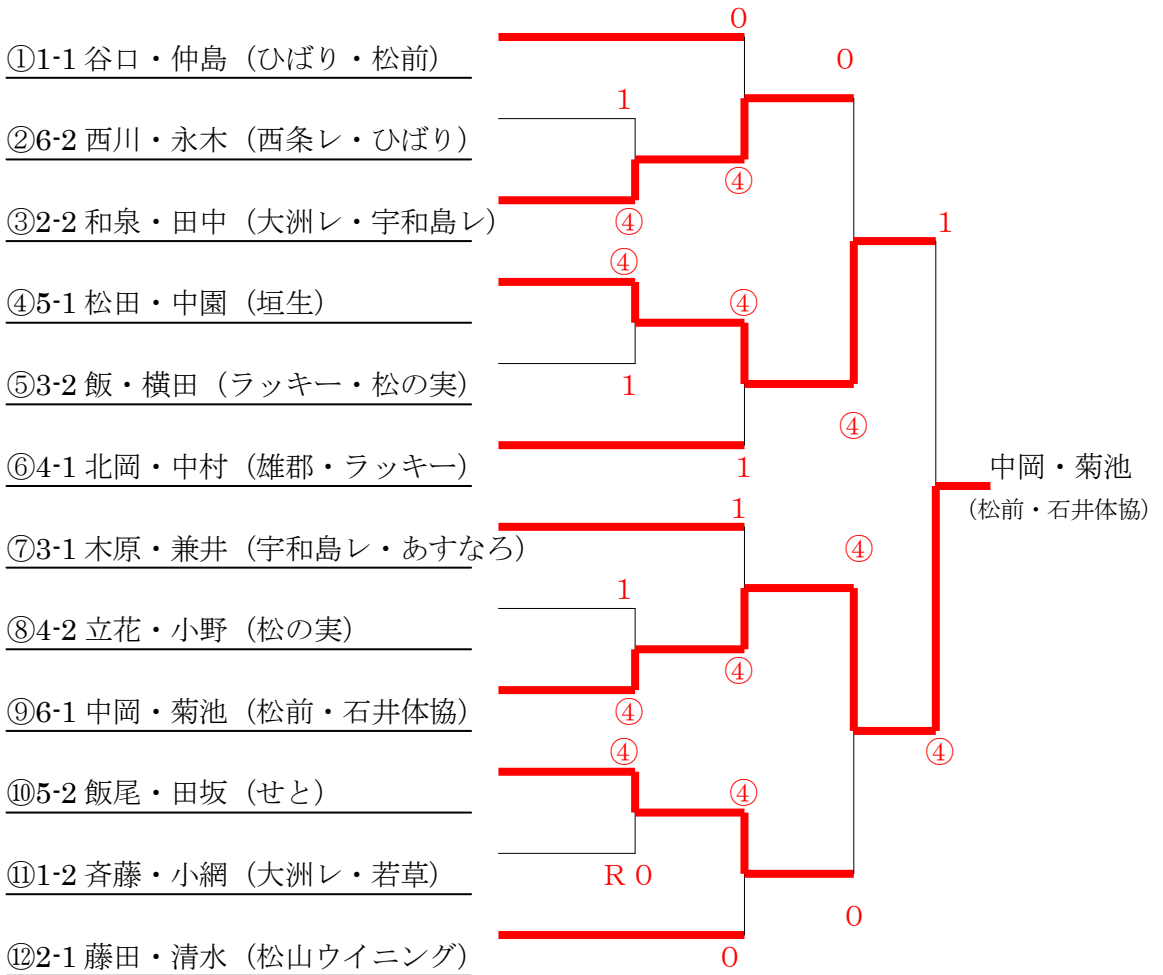 0
①1-1 谷口・仲島（ひばり・松前）
0
1
②6-2 西川・永木（西条レ・ひばり）
④
③2-2 和泉・田中（大洲レ・宇和島レ）
④
1
④
④5-1 松田・中園（垣生）
④
⑤3-2 飯・横田（ラッキー・松の実）
1
④
⑥4-1 北岡・中村（雄郡・ラッキー）
1
中岡・菊池
（松前・石井体協）
1
⑦3-1 木原・兼井（宇和島レ・あすなろ）
④
1
⑧4-2 立花・小野（松の実）
④
⑨6-1 中岡・菊池（松前・石井体協）
④
④
④
⑩5-2 飯尾・田坂（せと）
④
⑪1-2 斉藤・小網（大洲レ・若草）
R 0
0
⑫2-1 藤田・清水（松山ウイニング）
0